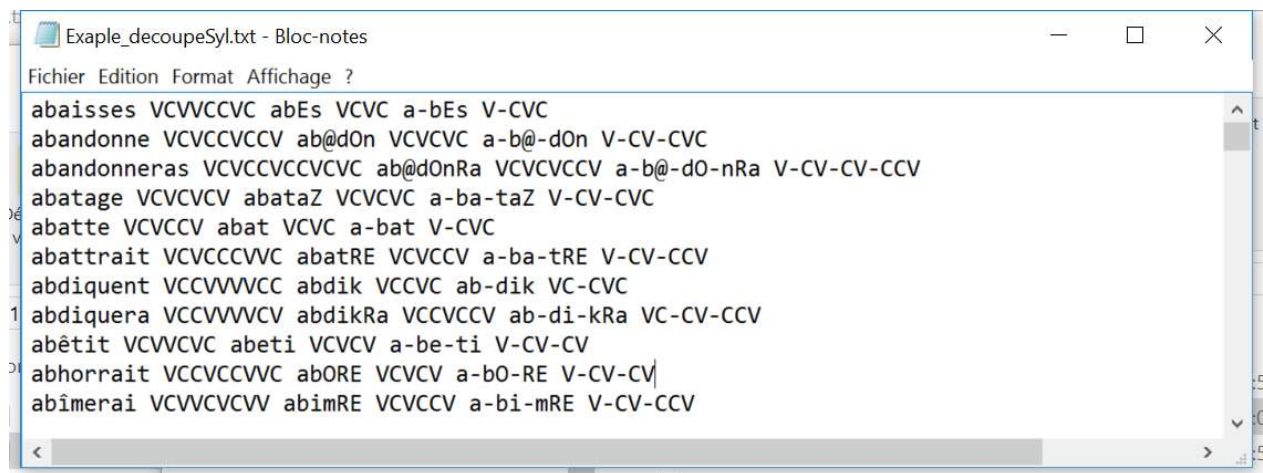 Exaple_decoupeSyl.txt - Bloc-notes
Fichier Edition Format Affichage ?
abaisses VCVVCCVC abEs VCVC a-bEs V-CVC
abandonne VCVCCVCCV ab@dOn VCVCVC a-b@-dOn V-CV-CVC
abandonneras VCVCCVCCVCVC ab@dOnRa VCVCVCCV a-b@-dO-nRa V-CV-CV-CCV
abatage VCVCVCV abataZ VCVCVC a-ba-taZ V-CV-CVC
abatte VCVCCV abat VCVC a-bat V-CVC
abattrait VCVCCCVVC abatRE VCVCCV a-ba-tRE V-CV-CCV
abdiquent VCCVVVVCC abdik VCCVC ab-dik VC-CVC
abdiquera VCCVVVVCV abdikRa VCCVCCV ab-di-kRa VC-CV-CCV
abêtit VCVVCVC abeti VCVCV a-be-ti V-CV-CV
abhorrait VCCVCCVVC abORE VCVCV a-bO-RE V-CV-CV
abîmerai VCVVCVCVV abimRE VCVCCV a-bi-mRE V-CV-CCV